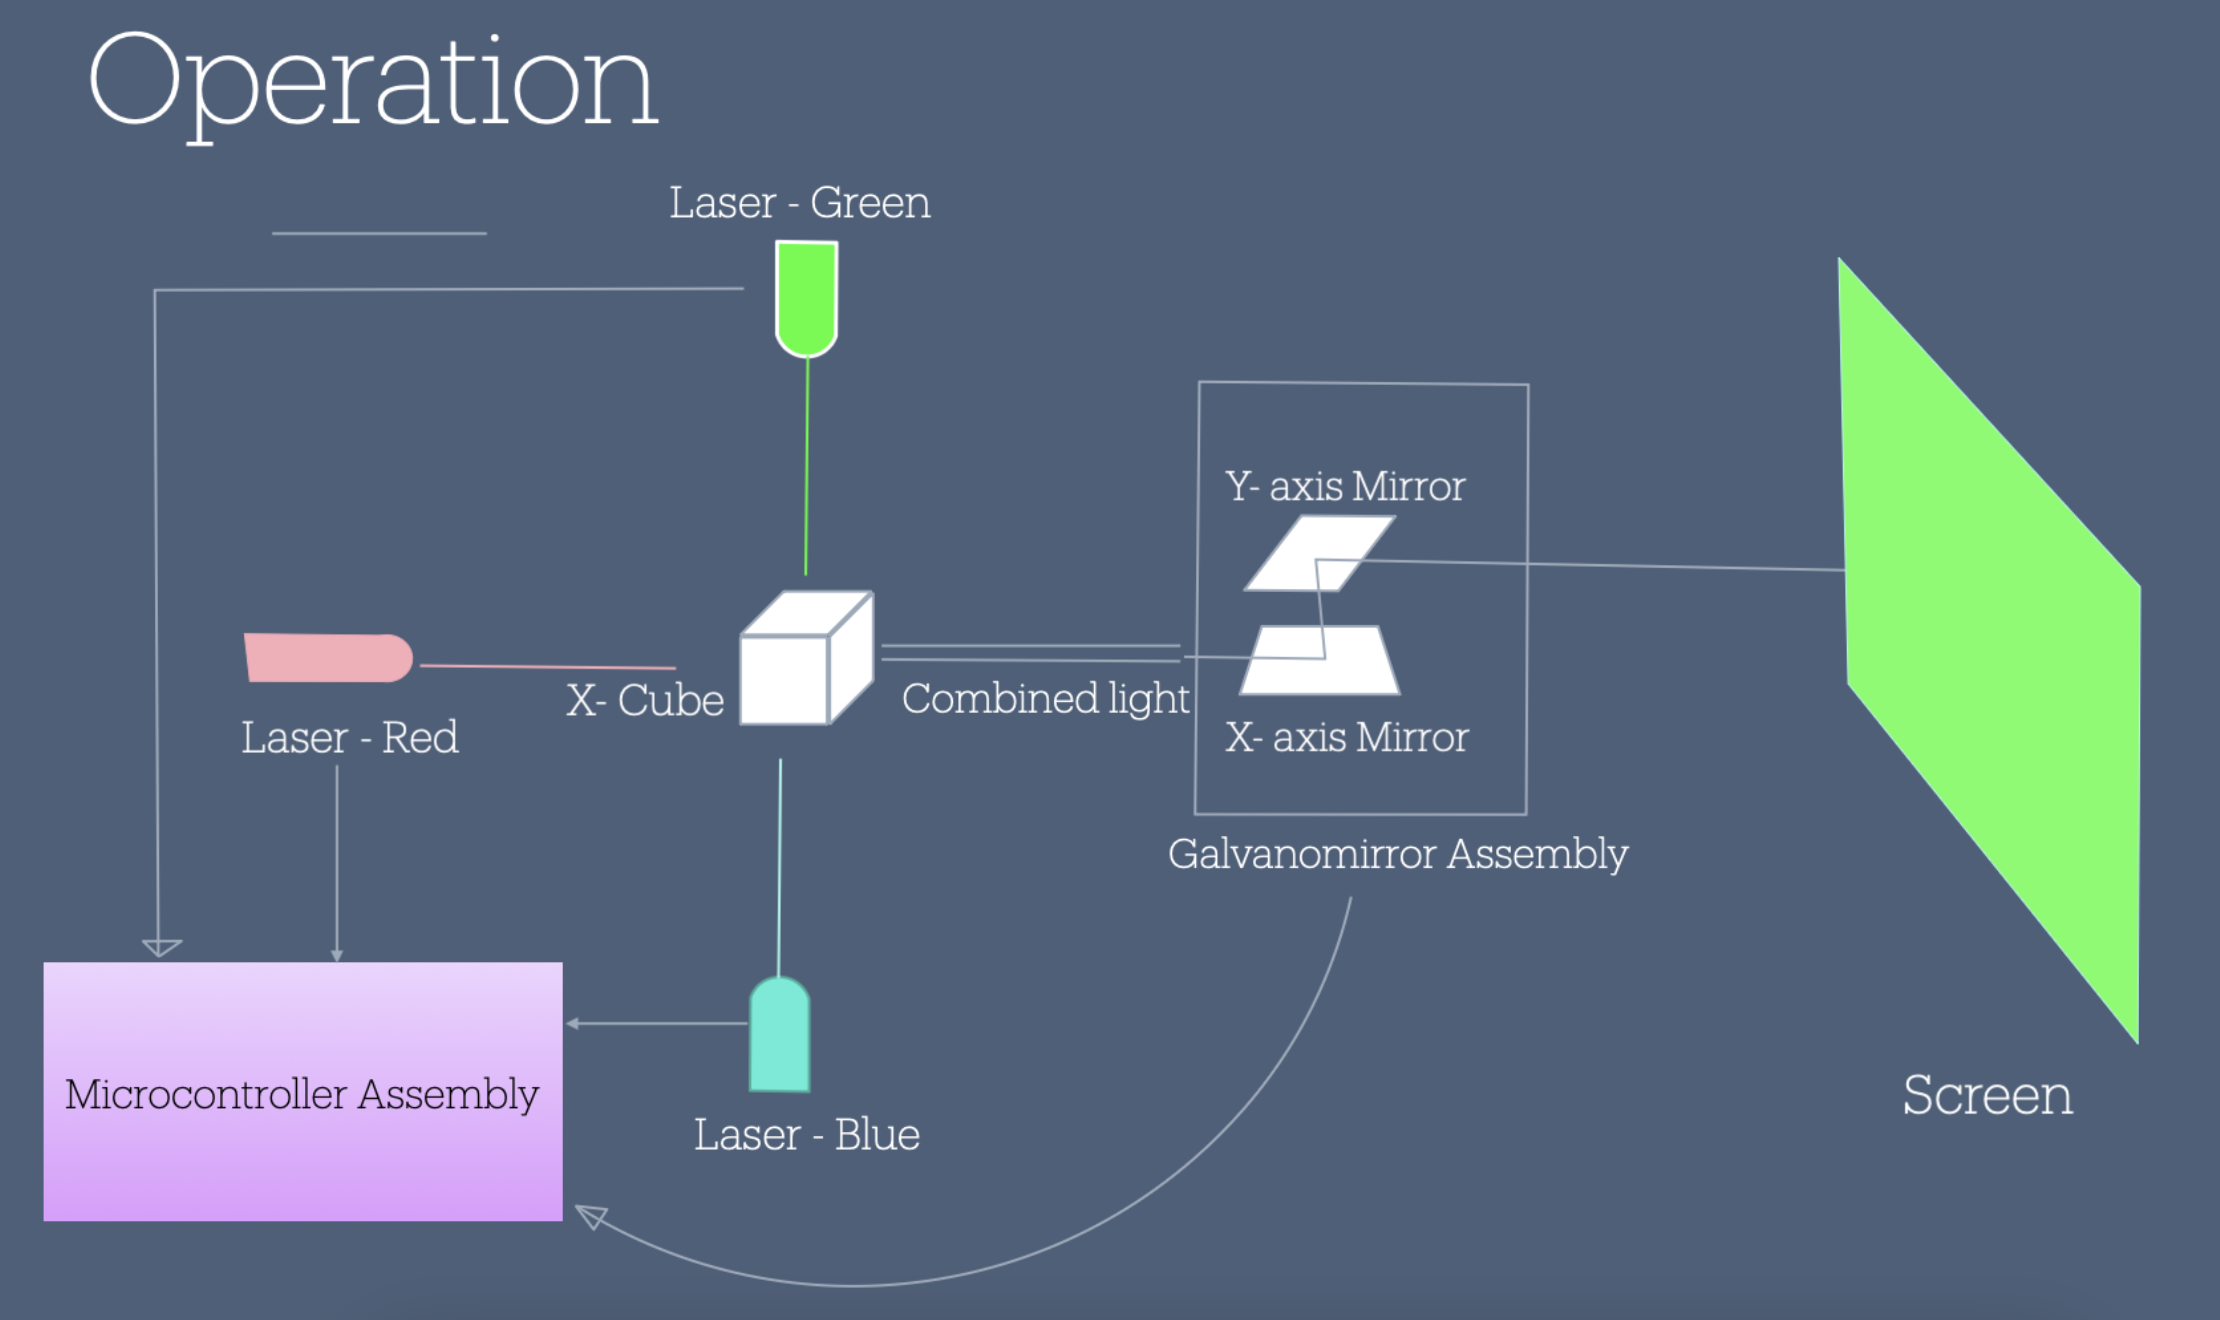 Operation
Laser - Green
Y- axis Mirror
X- Cube
Combined light
Laser - Red
X- axis Mirror
Galvanomirror Assembly
Microcontroller Assembly
Laser - Blue
Screen